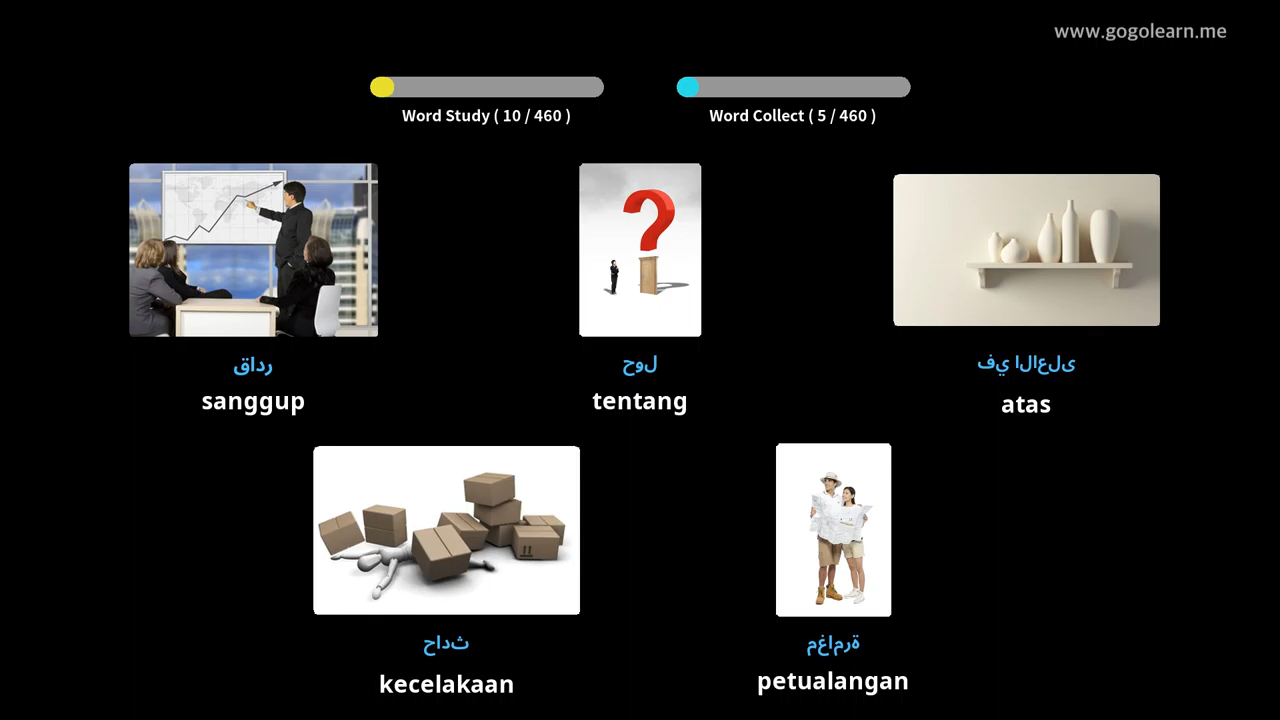 www.gogolearn.me
Word Study ( 10 / 460 )
Word Collect ( 5 / 460 )
قادر
حول
في الاعلى
sanggup
tentang
atas
حادث
مغامرة
kecelakaan
petualangan